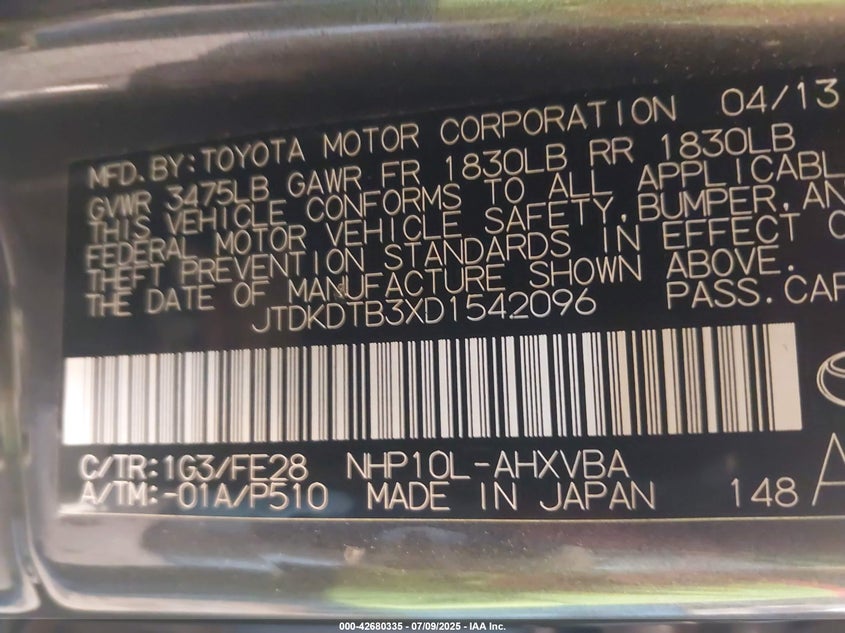 MFD.BY:TOYOTA MOTOR CORPORATION 04/13
GVWR 3475LB GAWR FR 1830LB RR 1830LB
THIS VEHICLE CONFORMS TO ALL APPLICABL
FEDERAL MOTOR VEHICLE SAFETY,BUMPER,AN
THEFT PREVENTION STANDARDS IN EFFECT O
THE DATE OF MANUFACTURE SHOWN ABOVE.
JTDKDTB3XD1542096 PASS.CAR
C/TR:1G3/FE28 NHP10L-AHXVBA
A/TM:-01A/P510 MADE IN JAPAN 148 A
000-42680335 - 07/09/2025 - IAA Inc.